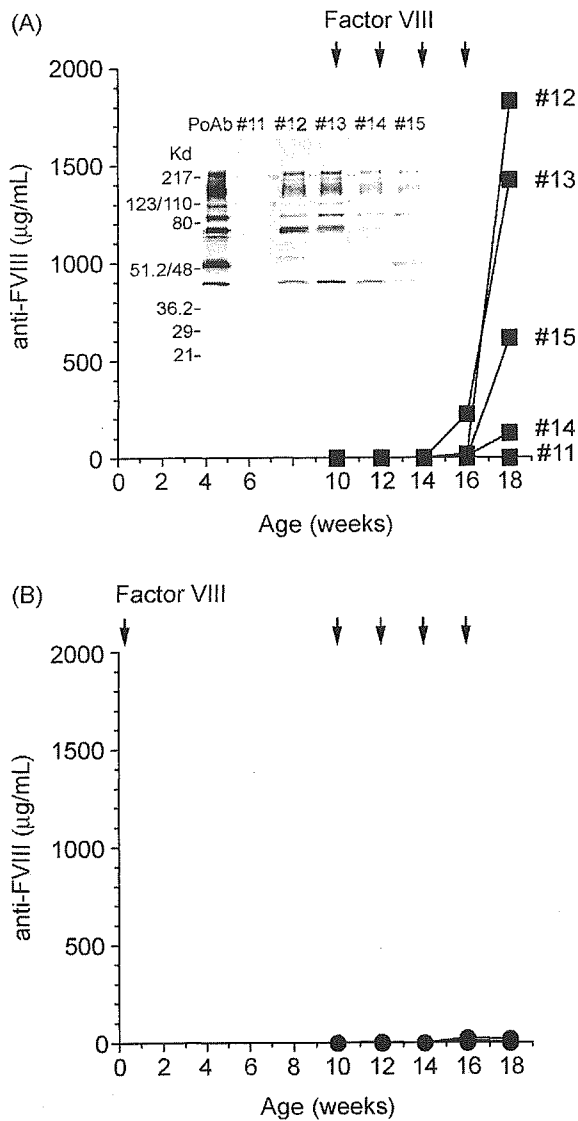 (A)
Factor VIII
2000
1500
1000
500
0
anti-FVIII (µg/mL)
PoAb #11 #12 #13 #14 #15
Kd
217-
123/110-
80-
51.2/48-
36.2-
29-
21-
#12
#13
#15
#14
#11
0 2 4 6 8 10 12 14 16 18
Age (weeks)
(B)
Factor VIII
2000
1500
1000
500
0
anti-FVIII (µg/mL)
0 2 4 6 8 10 12 14 16 18
Age (weeks)